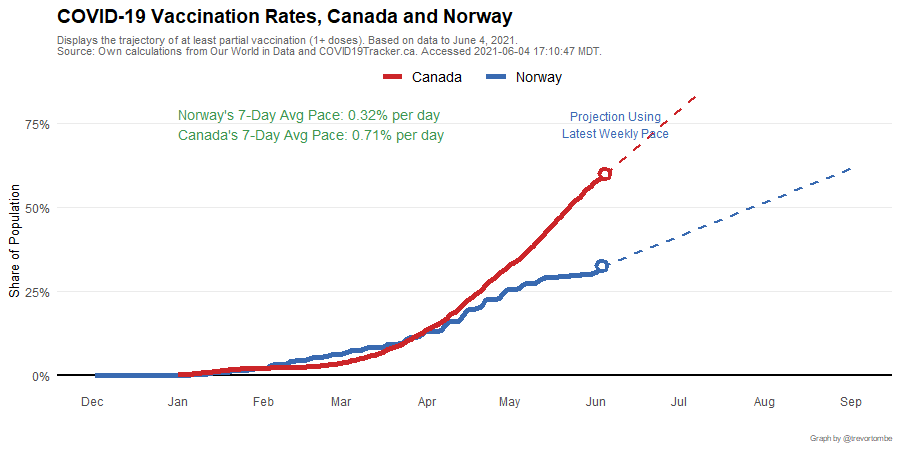 COVID-19 Vaccination Rates, Canada and Norway
Displays the trajectory of at least partial vaccination (1+ doses). Based on data to June 4, 2021.
Source: Own calculations from Our World in Data and COVID19Tracker.ca. Accessed 2021-06-04 17:10:47 MDT.
Canada Norway
Norway's 7-Day Avg Pace: 0.32% per day
Canada's 7-Day Avg Pace: 0.71% per day
Projection Using
Latest Weekly Pace
Share of Population
75%
50%
25%
0%
Dec Jan Feb Mar Apr May Jun Jul Aug Sep
Graph by @trevortombe